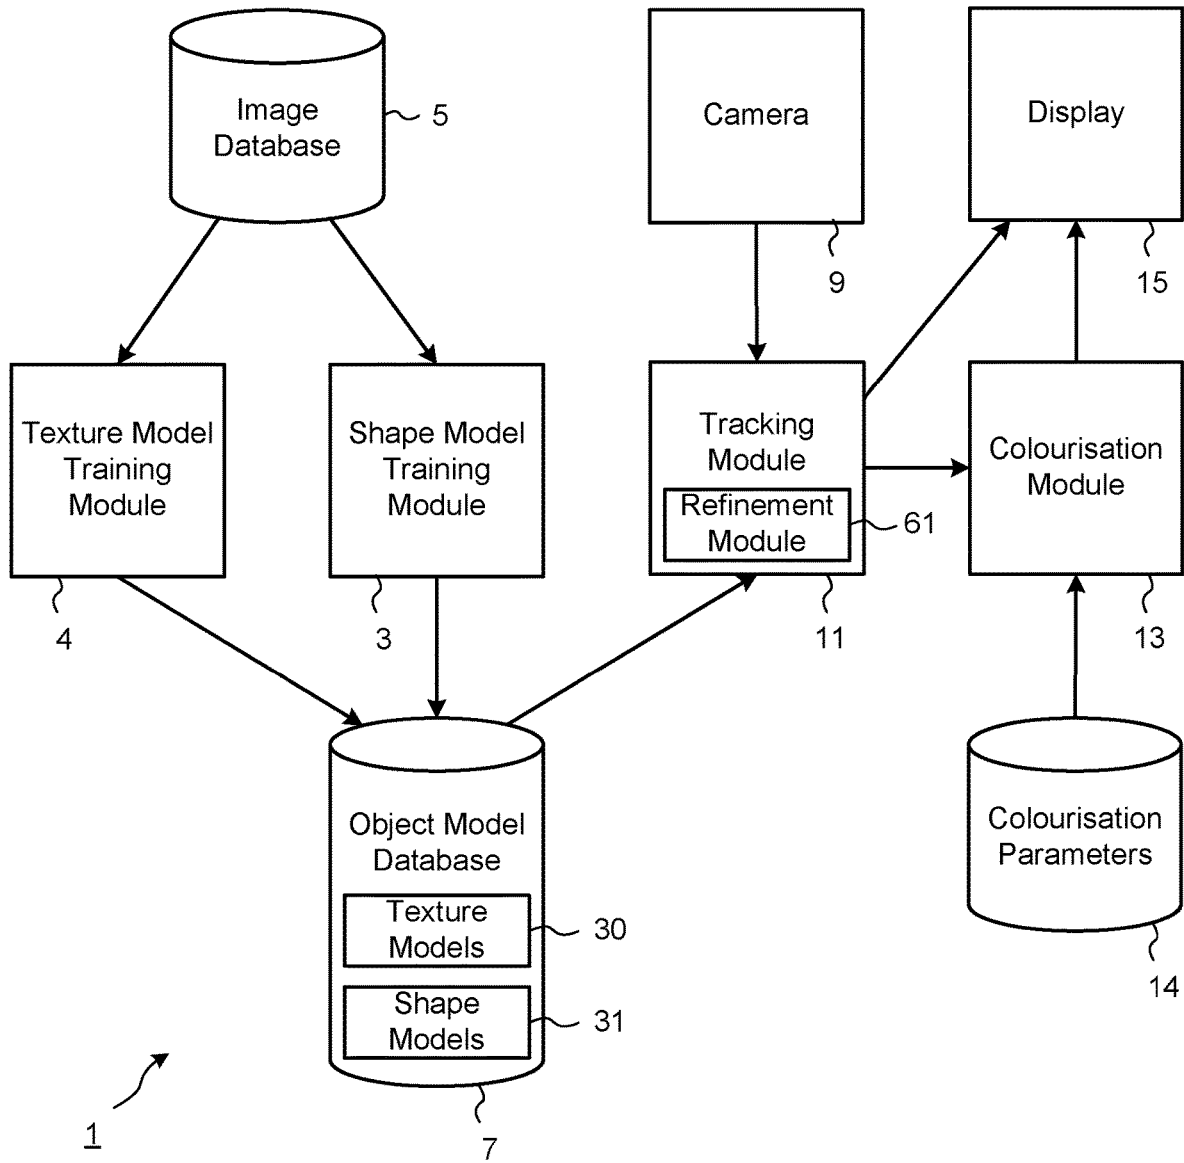 Image
Database
5
Camera
9
Display
15
Texture Model
Training
Module
4
Shape Model
Training
Module
3
Tracking
Module
Refinement
Module
61
11
Colourisation
Module
13
Object Model
Database
Texture
Models
30
Shape
Models
31
7
Colourisation
Parameters
14
1